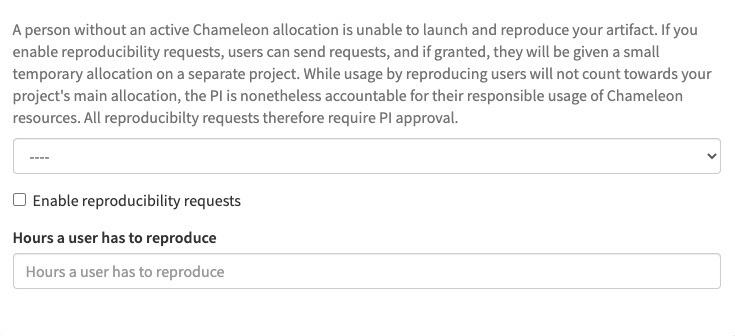 A person without an active Chameleon allocation is unable to launch and reproduce your artifact. If you
enable reproducibility requests, users can send requests, and if granted, they will be given a small
temporary allocation on a separate project. While usage by reproducing users will not count towards your
project's main allocation, the PI is nonetheless accountable for their responsible usage of Chameleon
resources. All reproducibilty requests therefore require PI approval.
----
Enable reproducibility requests
Hours a user has to reproduce
Hours a user has to reproduce